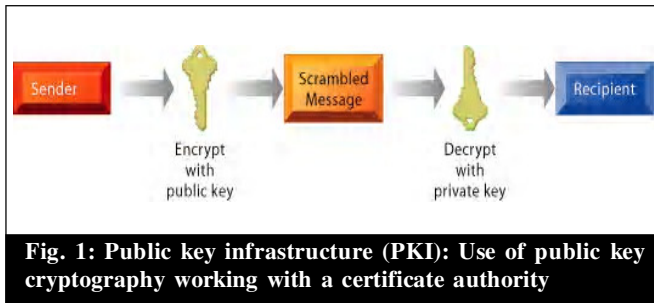 Sender
Encrypt
with
public key
Scrambled
Message
Decrypt
with
private key
Recipient
Fig. 1: Public key infrastructure (PKI): Use of public key
cryptography working with a certificate authority